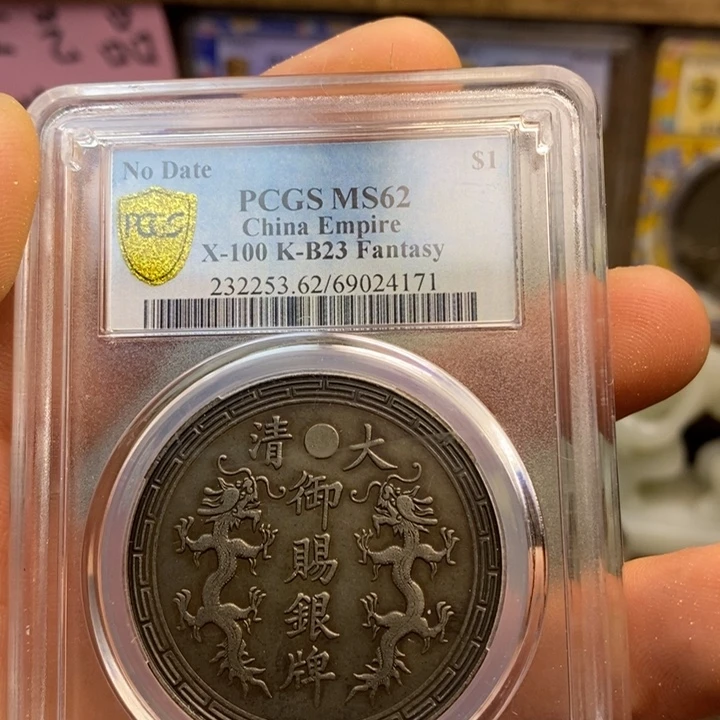 No Date $1
PCGS MS62
China Empire
X-100 K-B23 Fantasy
232253.62/69024171
PCGS
大清
御賜銀牌